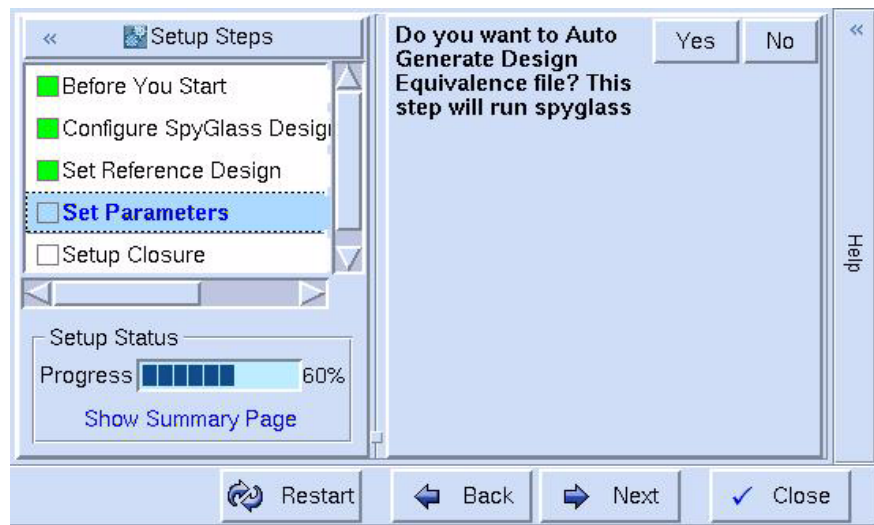 « Setup Steps
Before You Start
Configure SpyGlass Desig
Set Reference Design
Set Parameters
Setup Closure
Setup Status
Progress 60%
Show Summary Page
Do you want to Auto
Generate Design
Equivalence file? This
step will run spyglass
Yes No
«
Help
Restart Back Next Close